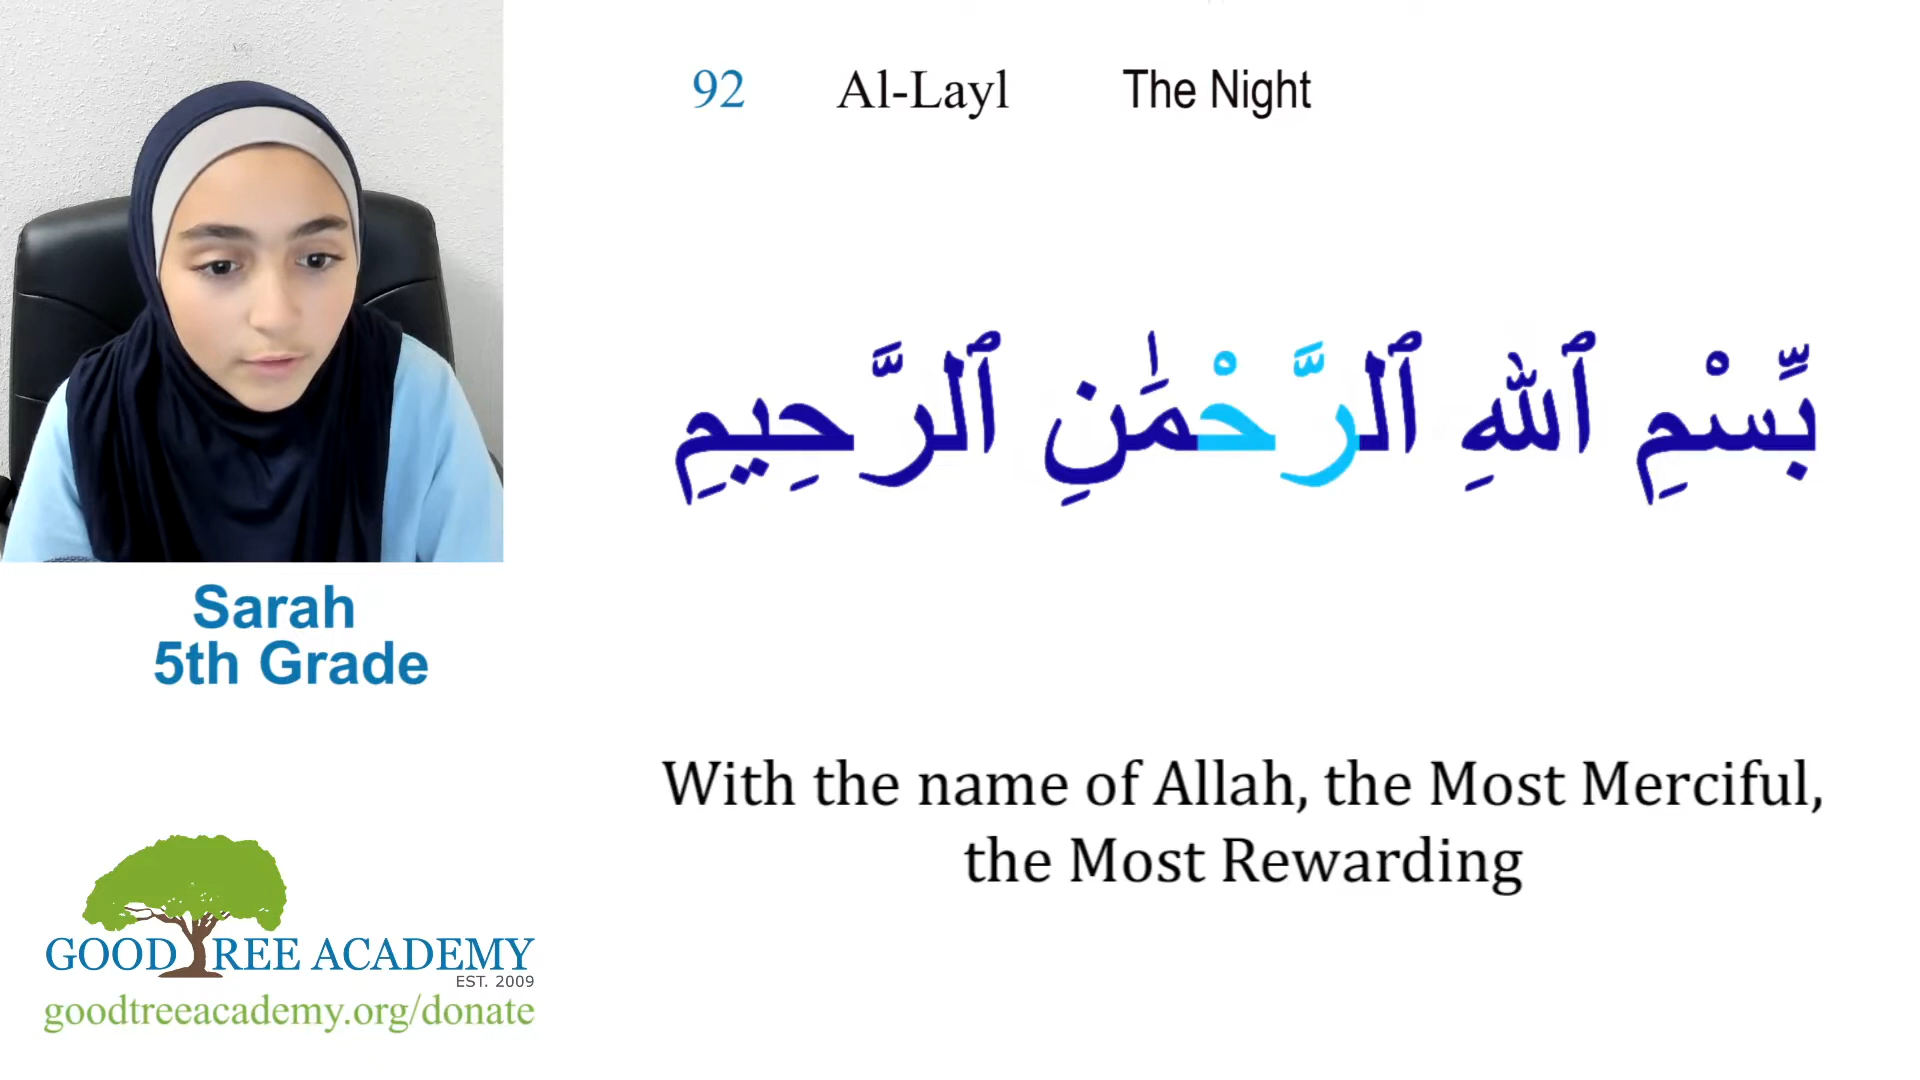 92 Al-Layl The Night
بِّسْمِ ٱللهِ ٱلرَّحْمَٰنِ ٱلرَّحِيمِ
With the name of Allah, the Most Merciful,
the Most Rewarding
Sarah
5th Grade
GOOD TREE ACADEMY
EST. 2009
goodtreeacademy.org/donate